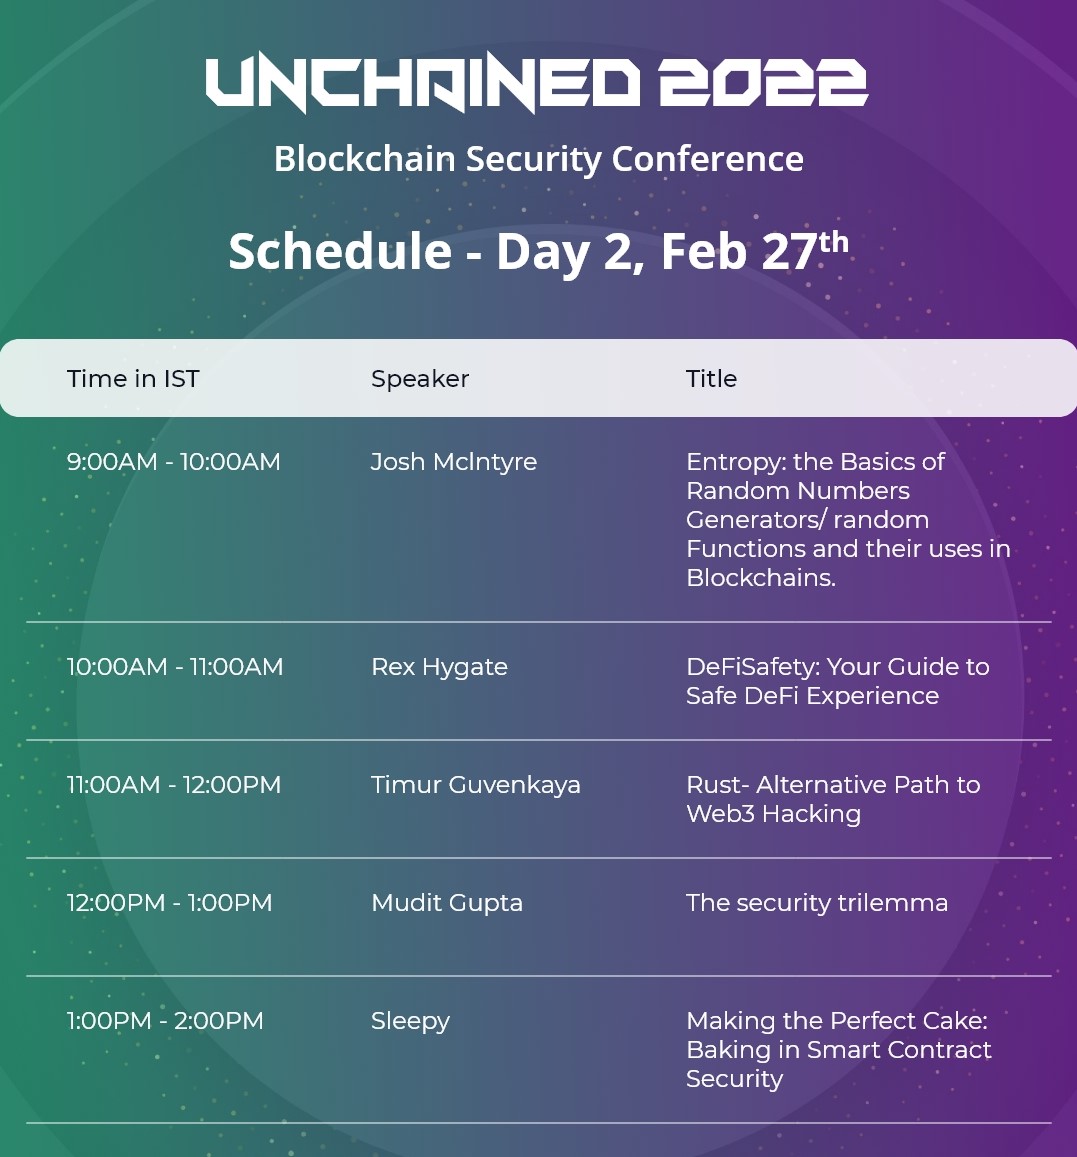 UNCHAINED 2022
Blockchain Security Conference
Schedule - Day 2, Feb 27th
Time in IST Speaker Title
9:00AM - 10:00AM Josh McIntyre Entropy: the Basics of
Random Numbers
Generators/ random
Functions and their uses in
Blockchains.
10:00AM - 11:00AM Rex Hygate DeFiSafety: Your Guide to
Safe DeFi Experience
11:00AM - 12:00PM Timur Guvenkaya Rust- Alternative Path to
Web3 Hacking
12:00PM - 1:00PM Mudit Gupta The security trilemma
1:00PM - 2:00PM Sleepy Making the Perfect Cake:
Baking in Smart Contract
Security